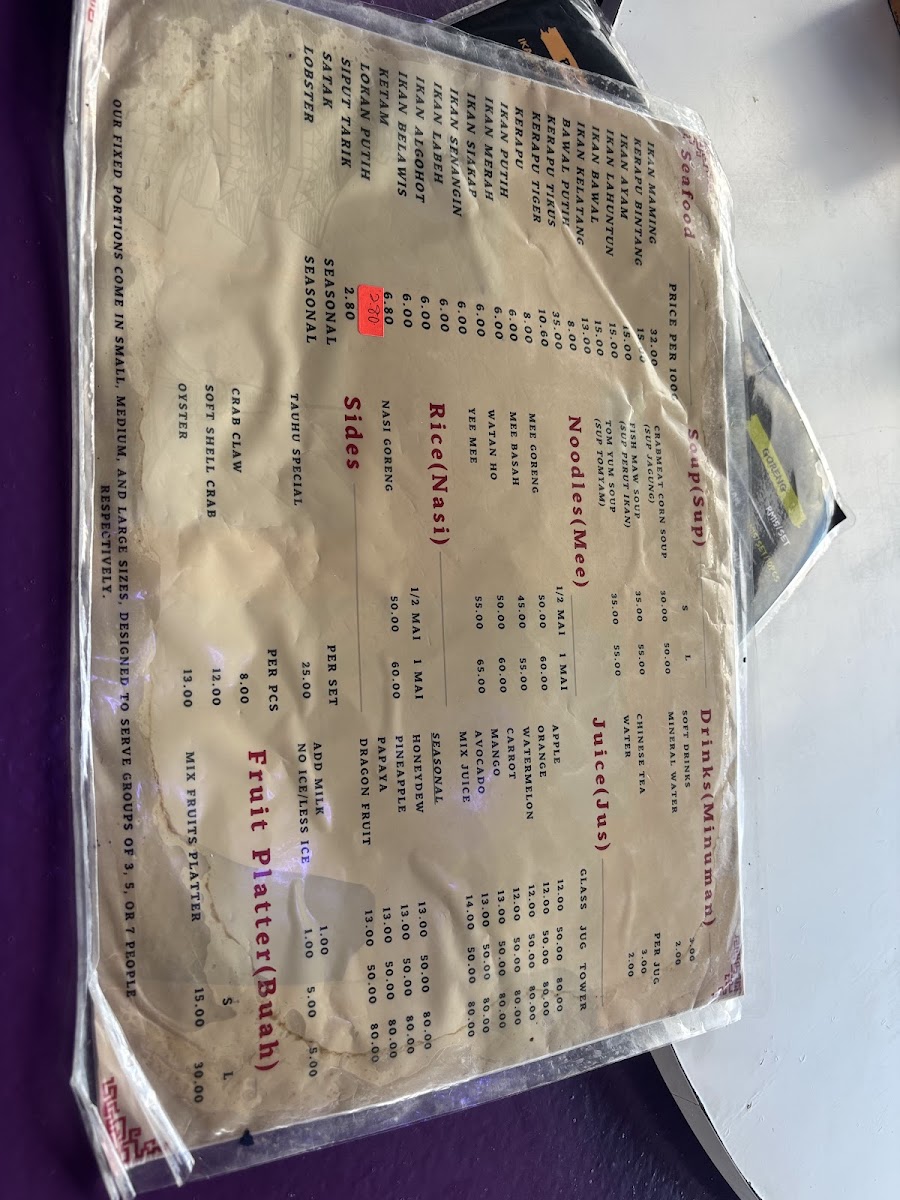 Seafood
PRICE PER 100G
IKAN MAMING 32.00
KERAPU BINTANG
IKAN AYAM 15.00
IKAN LAHUNTUN 15.00
IKAN BAWAL 15.00
IKAN KELATANG 13.00
BAWAL PUTIH 8.00
KERAPU TIKUS 35.00
KERAPU TIGER 10.60
KERAPU 8.00
IKAN PUTIH 6.00
IKAN MERAH 6.00
IKAN SIAKAP 6.00
IKAN SENANGIN 6.00
IKAN LABEH 6.00
IKAN ALGOHOT 6.00
IKAN BELAWIS 6.00
KETAM 6.80
LOKAN PUTIH 2.80
SIPUT TARIK 2.80
SATAK SEASONAL
LOBSTER SEASONAL
Soup(Sup)
S L
CRABMEAT CORN SOUP 30.00 50.00
(SUP JAGUNG)
FISH MAW SOUP 35.00 55.00
(SUP PERUT IKAN)
TOM YUM SOUP 35.00 55.00
(SUP TOMYAM)
Noodles(Mee)
1/2 MAI 1 MAI
MEE GORENG 50.00 60.00
MEE BASAH 45.00 55.00
WATAN HO 50.00 60.00
YEE MEE 55.00 65.00
Rice(Nasi)
1/2 MAI 1 MAI
NASI GORENG 50.00 60.00
Sides
PER SET
TAUHU SPECIAL 25.00
PER PCS
CRAB CLAW 8.00
SOFT SHELL CRAB 12.00
OYSTER 13.00
Drinks(Minuman)
SOFT DRINKS 3.00
MINERAL WATER 2.00
PER JUG
CHINESE TEA 3.00
WATER 2.00
Juice(Jus)
GLASS JUG TOWER
APPLE 12.00 50.00 80.00
ORANGE 12.00 50.00 80.00
WATERMELON 12.00 50.00 80.00
CARROT 12.00 50.00 80.00
MANGO 13.00 50.00 80.00
AVOCADO 13.00 50.00 80.00
MIX JUICE 14.00 50.00 80.00
SEASONAL
HONEYDEW 13.00 50.00 80.00
PINEAPPLE 13.00 50.00 80.00
PAPAYA 13.00 50.00 80.00
DRAGON FRUIT 13.00 50.00 80.00
ADD MILK 1.00
NO ICE/LESS ICE 1.00 5.00 5.00
Fruit Platter(Buah)
S L
MIX FRUITS PLATTER 15.00 30.00
OUR FIXED PORTIONS COME IN SMALL, MEDIUM, AND LARGE SIZES, DESIGNED TO SERVE GROUPS OF 3, 5, OR 7 PEOPLE
RESPECTIVELY.
GORENG
RM15/SET